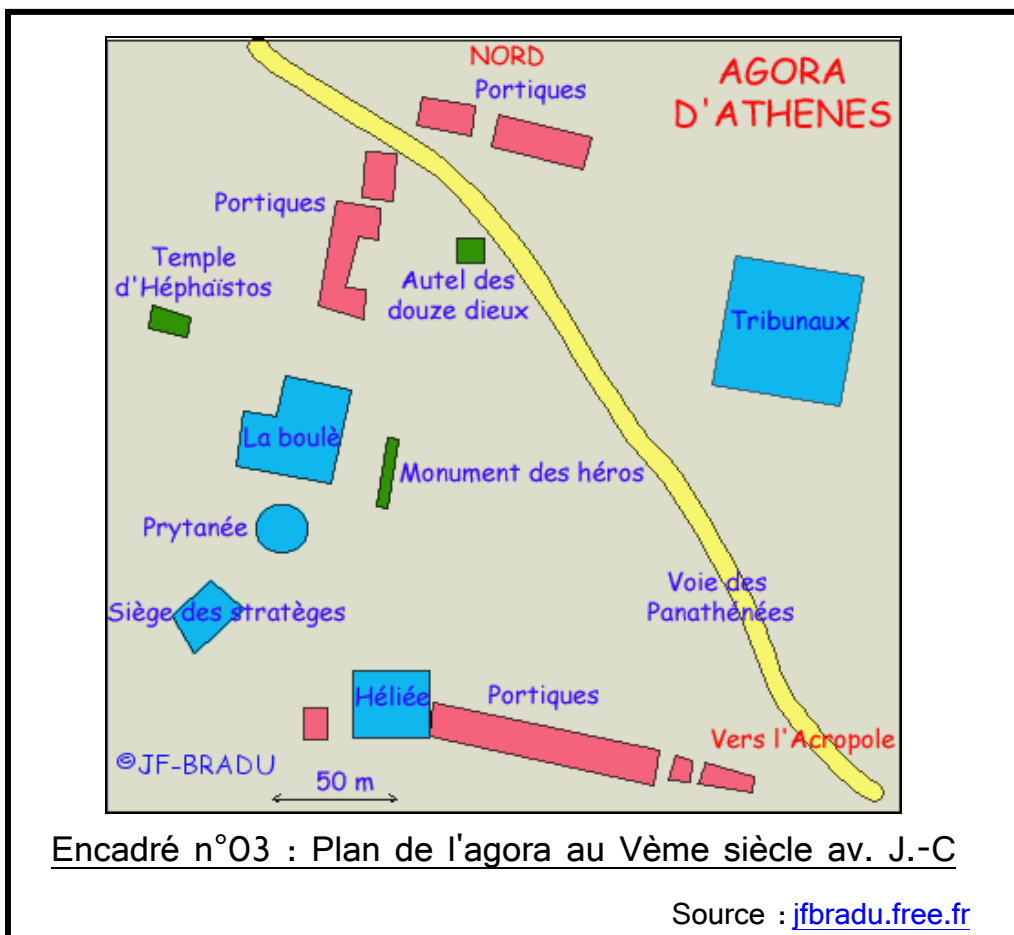 NORD
AGORA
D'ATHENES
Portiques
Portiques
Temple
d'Héphaïstos
Autel des
douze dieux
Tribunaux
La boulè
Monument des héros
Prytanée
Voie des
Panathénées
Siège des stratèges
Héliée
Portiques
Vers l'Acropole
©JF-BRADU
50 m
Encadré n°03 : Plan de l'agora au Vème siècle av. J.-C
Source : jfbradu.free.fr